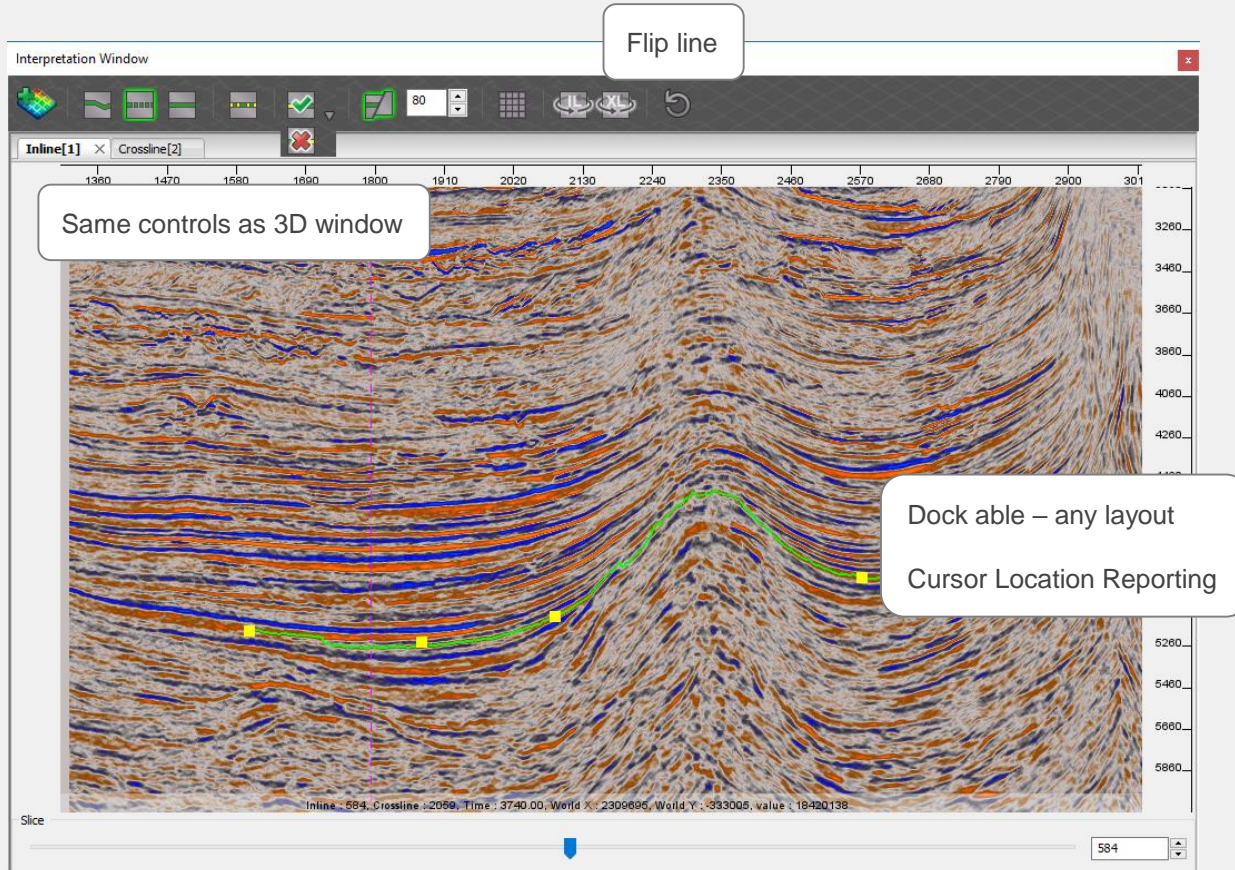 Flip line
Interpretation Window
x
80
IL XL
Inline[1] Crossline[2]
1360 1470 1580 1690 1800 1910 2020 2130 2240 2350 2460 2570 2680 2790 2900 301
Same controls as 3D window
3260
3460
3660
3860
4060
4260
Dock able – any layout
Cursor Location Reporting
5260
5460
5660
5860
Inline : 584, Crossline : 2059, Time : 3740.00, World X : 2309695, World Y : -333005, value : 18420138
Slice
584